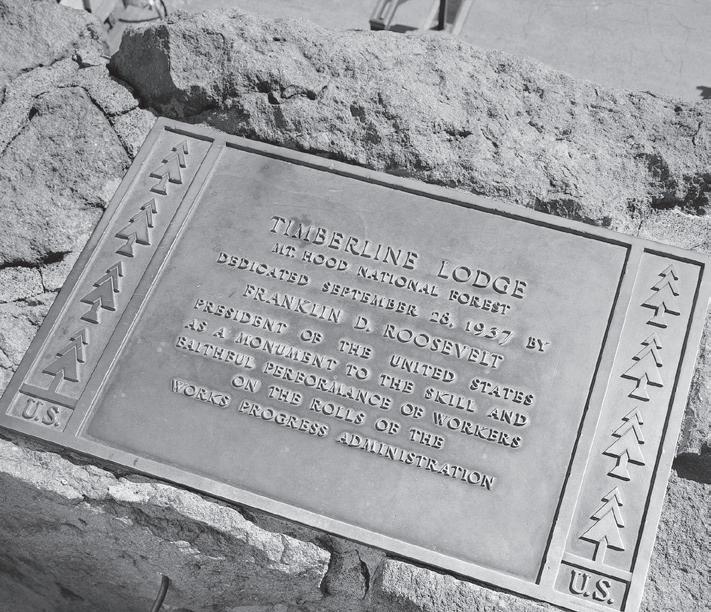 TIMBERLINE LODGE
MT. HOOD NATIONAL FOREST
DEDICATED SEPTEMBER 28, 1937 BY
FRANKLIN D. ROOSEVELT
PRESIDENT OF THE UNITED STATES
AS A MONUMENT TO THE SKILL AND
FAITHFUL PERFORMANCE OF WORKERS
ON THE ROLLS OF THE
WORKS PROGRESS ADMINISTRATION
U.S.
U.S.